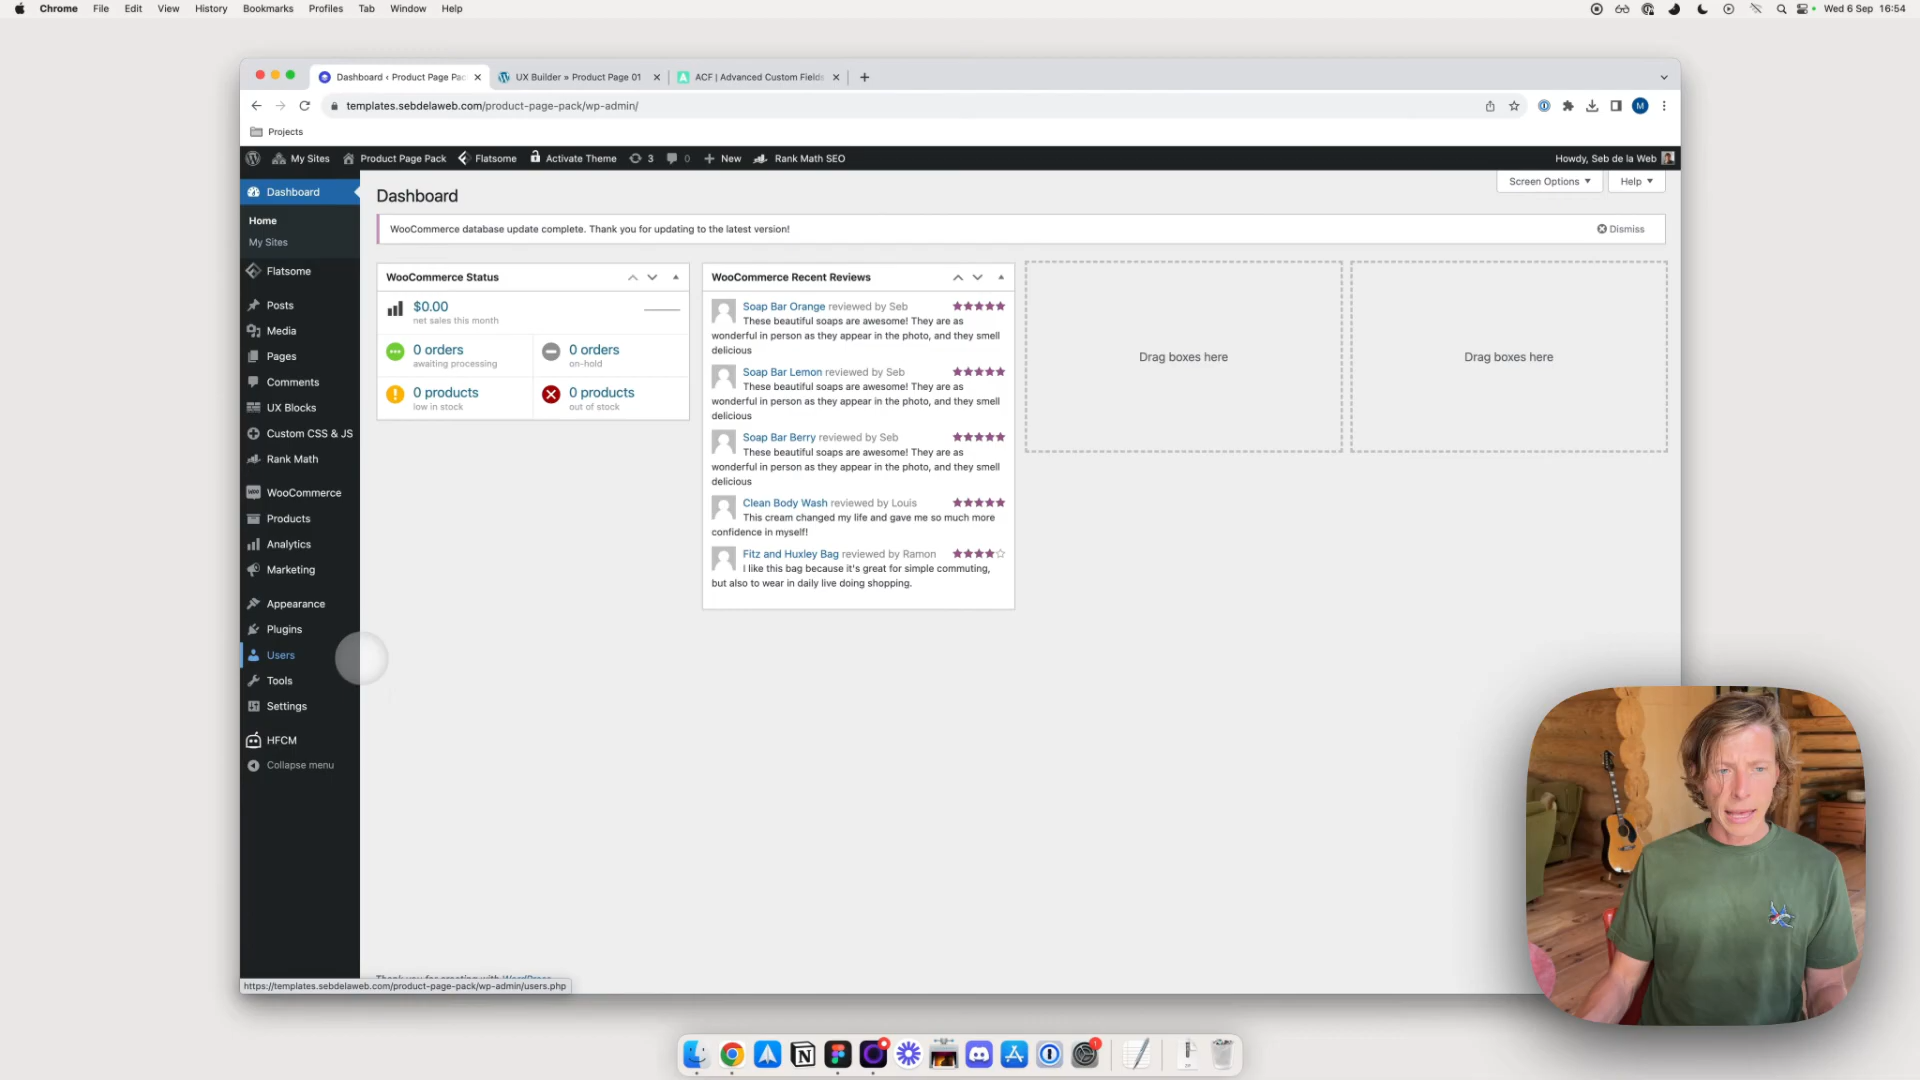 Chrome File Edit View History Bookmarks Profiles Tab Window Help
Wed 6 Sep 16:54
Dashboard ‹ Product Page Pac
UX Builder » Product Page 01
ACF | Advanced Custom Fields
templates.sebdelaweb.com/product-page-pack/wp-admin/
M
Projects
My Sites
Product Page Pack
Flatsome
Activate Theme
3
0
New
Rank Math SEO
Howdy, Seb de la Web
Dashboard
Home
My Sites
Flatsome
Posts
Media
Pages
Comments
UX Blocks
Custom CSS & JS
Rank Math
WooCommerce
Products
Analytics
Marketing
Appearance
Plugins
Users
Tools
Settings
HFCM
Collapse menu
Dashboard
Screen Options
Help
WooCommerce database update complete. Thank you for updating to the latest version!
Dismiss
WooCommerce Status
$0.00
net sales this month
0 orders
awaiting processing
0 orders
on-hold
0 products
low in stock
0 products
out of stock
WooCommerce Recent Reviews
Soap Bar Orange reviewed by Seb
These beautiful soaps are awesome! They are as
wonderful in person as they appear in the photo, and they smell
delicious
Soap Bar Lemon reviewed by Seb
These beautiful soaps are awesome! They are as
wonderful in person as they appear in the photo, and they smell
delicious
Soap Bar Berry reviewed by Seb
These beautiful soaps are awesome! They are as
wonderful in person as they appear in the photo, and they smell
delicious
Clean Body Wash reviewed by Louis
This cream changed my life and gave me so much more
confidence in myself!
Fitz and Huxley Bag reviewed by Ramon
I like this bag because it's great for simple commuting,
but also to wear in daily live doing shopping.
Drag boxes here
Drag boxes here
Thank you for creating with WordPress
https://templates.sebdelaweb.com/product-page-pack/wp-admin/users.php
1